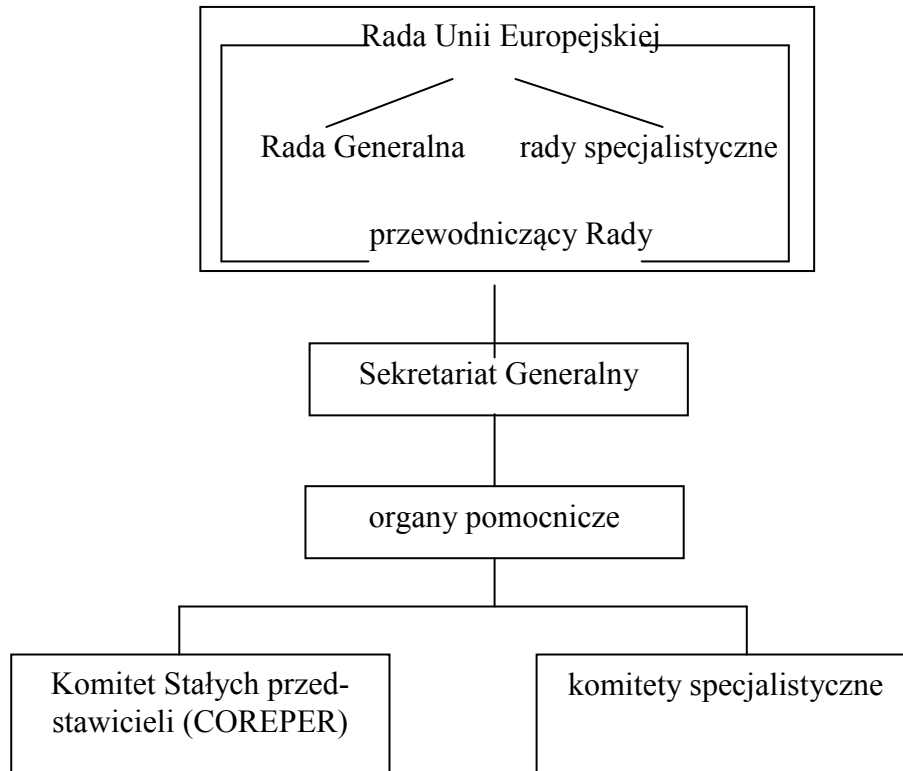 Rada Unii Europejskiej
Rada Generalna
rady specjalistyczne
przewodniczący Rady
Sekretariat Generalny
organy pomocnicze
Komitet Stałych przed-
stawicieli (COREPER)
komitety specjalistyczne